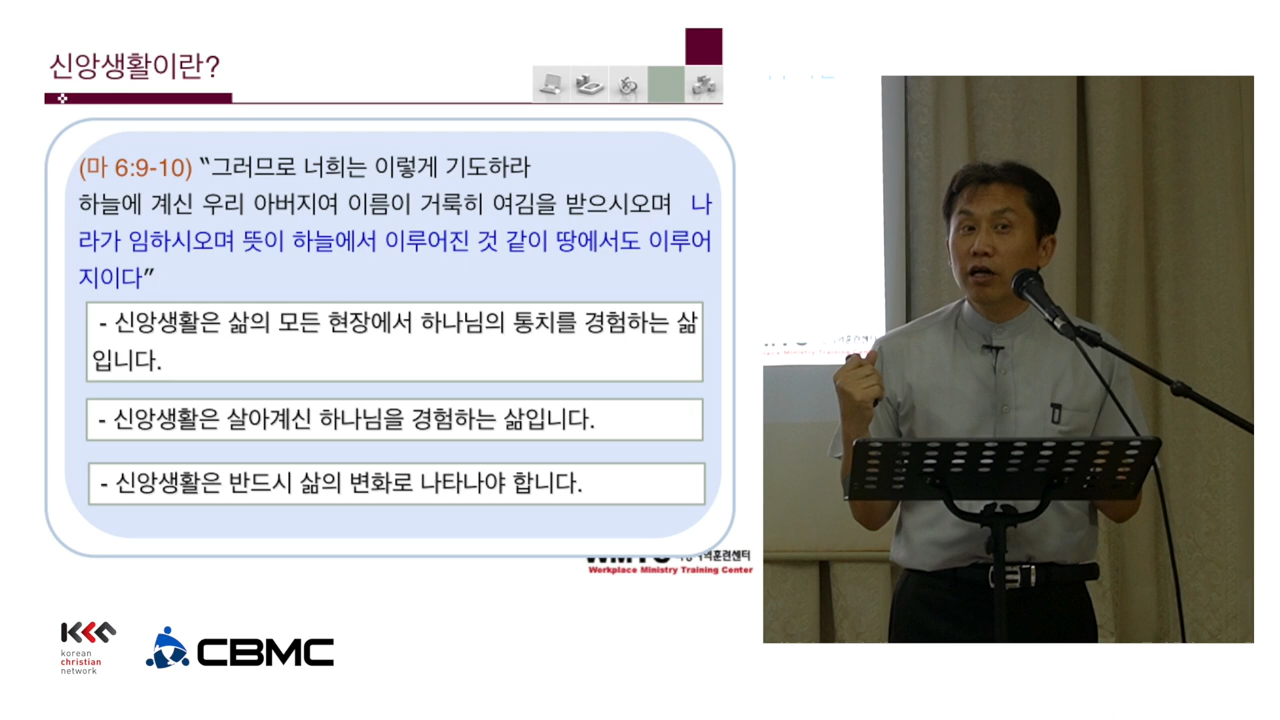 신앙생활이란?
(마 6:9-10) “그러므로 너희는 이렇게 기도하라
하늘에 계신 우리 아버지여 이름이 거룩히 여김을 받으시오며 나
라가 임하시오며 뜻이 하늘에서 이루어진 것 같이 땅에서도 이루어
지이다”
- 신앙생활은 삶의 모든 현장에서 하나님의 통치를 경험하는 삶
입니다.
- 신앙생활은 살아계신 하나님을 경험하는 삶입니다.
- 신앙생활은 반드시 삶의 변화로 나타나야 합니다.
Workplace Ministry Training Center
korean
christian
network
CBMC